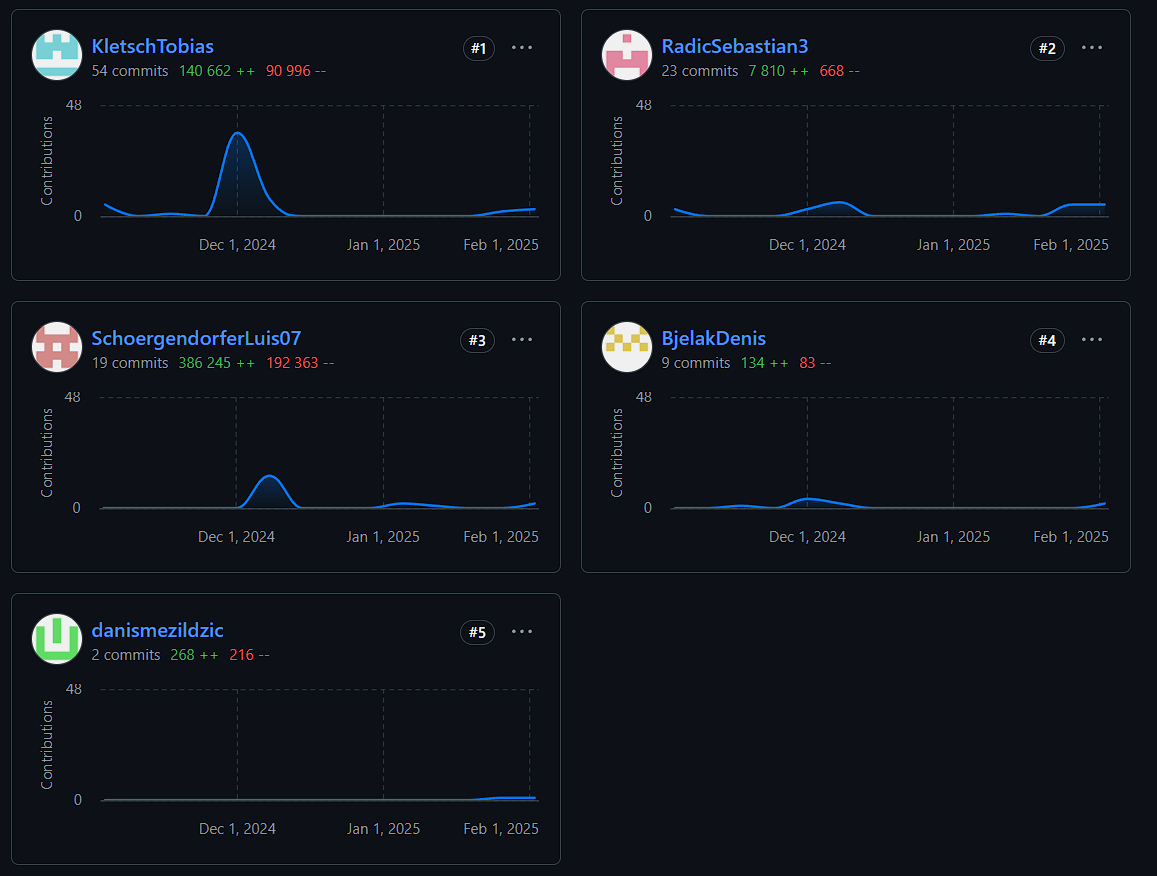 KletschTobias #1 ···
54 commits 140 662 ++ 90 996 --
48
Contributions
0
Dec 1, 2024 Jan 1, 2025 Feb 1, 2025
RadicSebastian3 #2 ···
23 commits 7 810 ++ 668 --
48
Contributions
0
Dec 1, 2024 Jan 1, 2025 Feb 1, 2025
SchoergendorferLuis07 #3 ···
19 commits 386 245 ++ 192 363 --
48
Contributions
0
Dec 1, 2024 Jan 1, 2025 Feb 1, 2025
BjelakDenis #4 ···
9 commits 134 ++ 83 --
48
Contributions
0
Dec 1, 2024 Jan 1, 2025 Feb 1, 2025
danismezildzic #5 ···
2 commits 268 ++ 216 --
48
Contributions
0
Dec 1, 2024 Jan 1, 2025 Feb 1, 2025